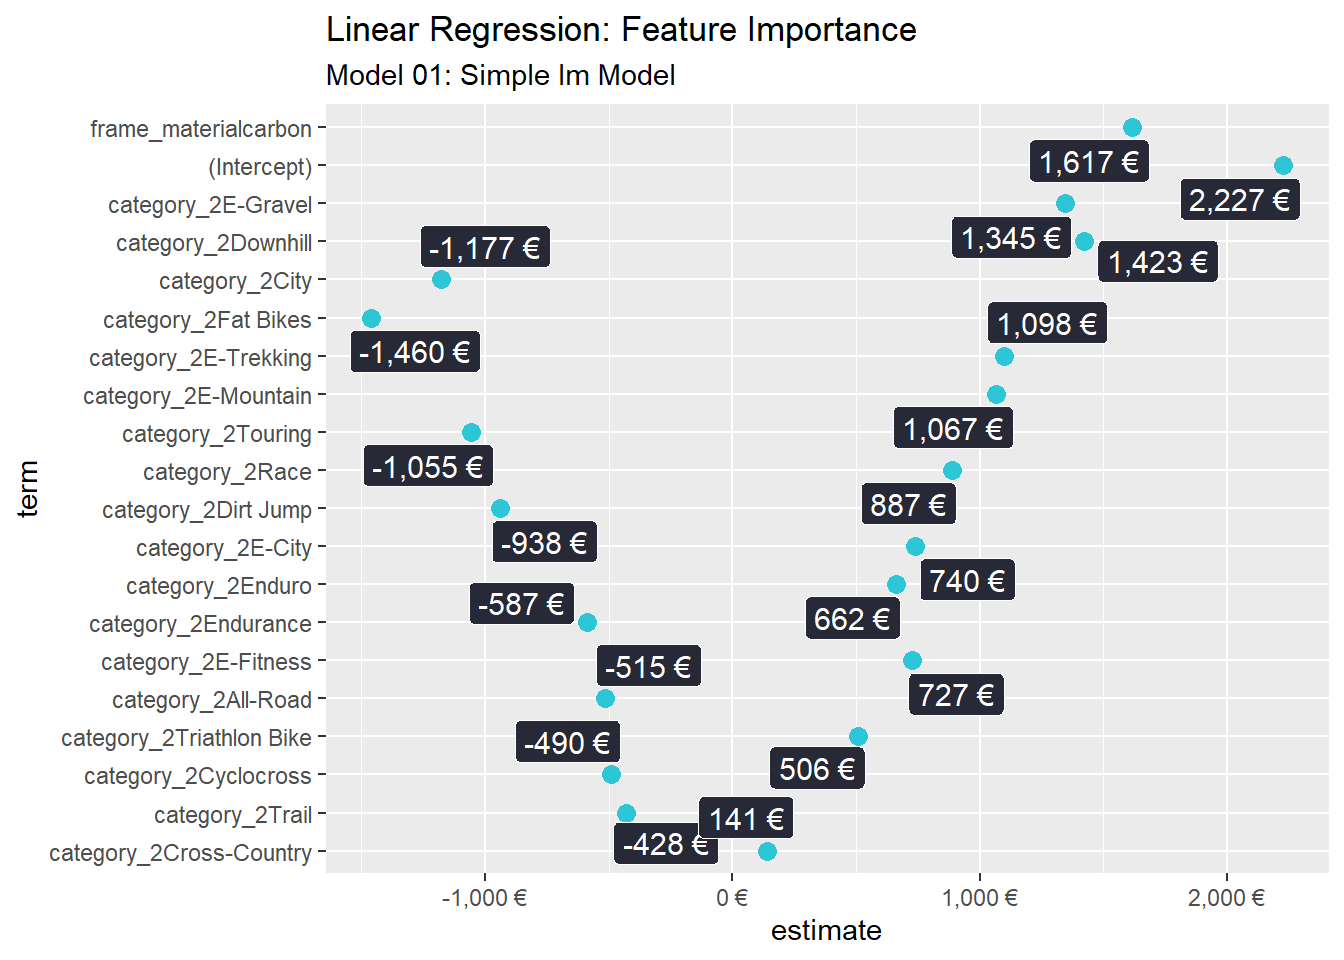 Linear Regression: Feature Importance
Model 01: Simple lm Model
frame_materialcarbon
1,617 €
(Intercept)
2,227 €
category_2E-Gravel
1,345 €
category_2Downhill
-1,177 €
1,423 €
category_2City
category_2Fat Bikes
1,098 €
category_2E-Trekking
-1,460 €
category_2E-Mountain
category_2Touring
1,067 €
category_2Race
-1,055 €
category_2Dirt Jump
887 €
category_2E-City
-938 €
category_2Enduro
740 €
-587 €
category_2Endurance
662 €
category_2E-Fitness
-515 €
category_2All-Road
727 €
category_2Triathlon Bike
-490 €
category_2Cyclocross
506 €
category_2Trail
141 €
category_2Cross-Country
-428 €
term
-1,000 €
0 €
1,000 €
2,000 €
estimate